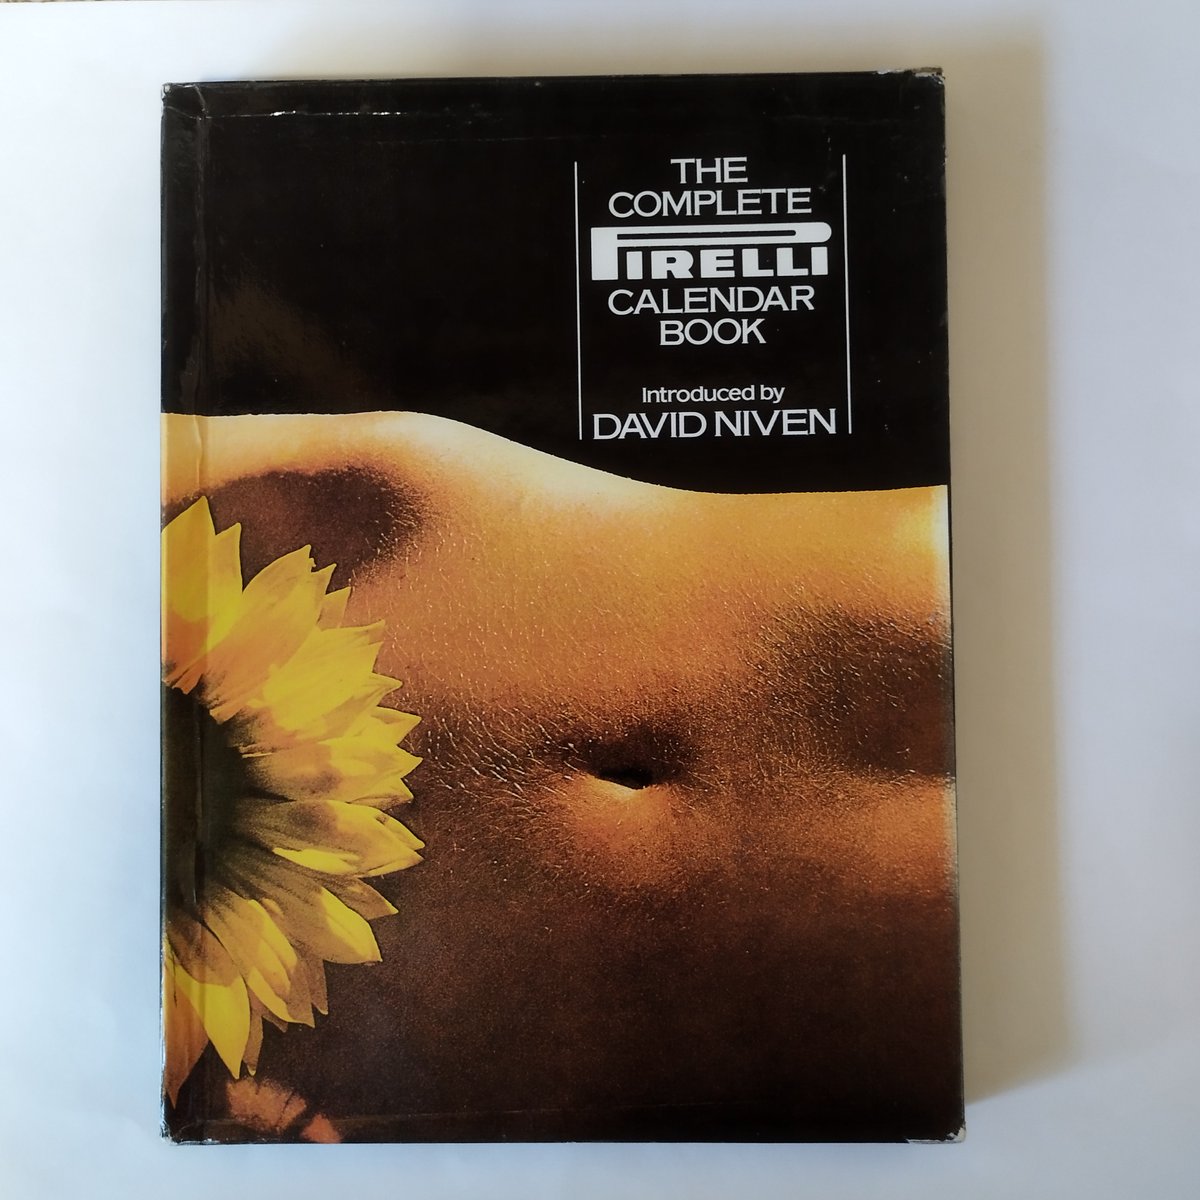 THE
COMPLETE
PIRELLI
CALENDAR
BOOK
Introduced by
DAVID NIVEN